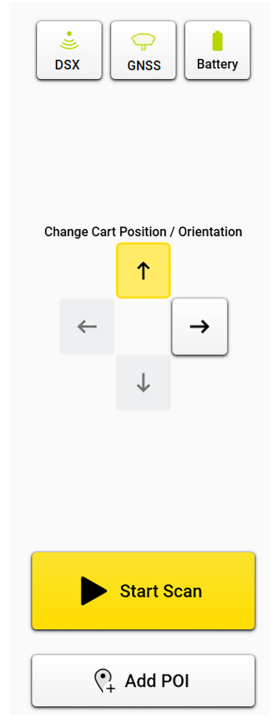 DSX GNSS Battery
Change Cart Position / Orientation
Start Scan
Add POI